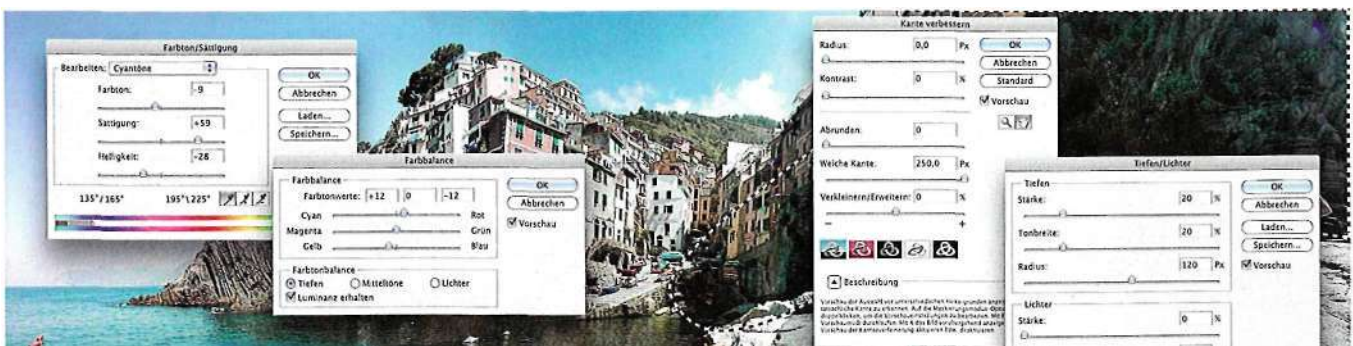 Farbton/Sättigung
Bearbeiten: Cyantöne
Farbton: -9
Sättigung: +59
Helligkeit: -28
135°/165° 195°\225°
OK
Abbrechen
Laden...
Speichern...
Farbbalance
Farbbalance
Farbtonwerte: +12 0 -12
Cyan Rot
Magenta Grün
Gelb Blau
Farbtonbalance
Tiefen Mitteltöne Lichter
Luminanz erhalten
OK
Abbrechen
Vorschau
Kante verbessern
Radius: 0,0 Px
Kontrast: 0 %
Abrunden: 0
Weiche Kante: 250,0 Px
Verkleinern/Erweitern: 0 %
- +
Beschreibung
OK
Abbrechen
Standard
Vorschau
Tiefen/Lichter
Tiefen
Stärke: 20 %
Tonbreite: 20 %
Radius: 120 Px
Lichter
Stärke: 0 %
OK
Abbrechen
Laden...
Speichern...
Vorschau